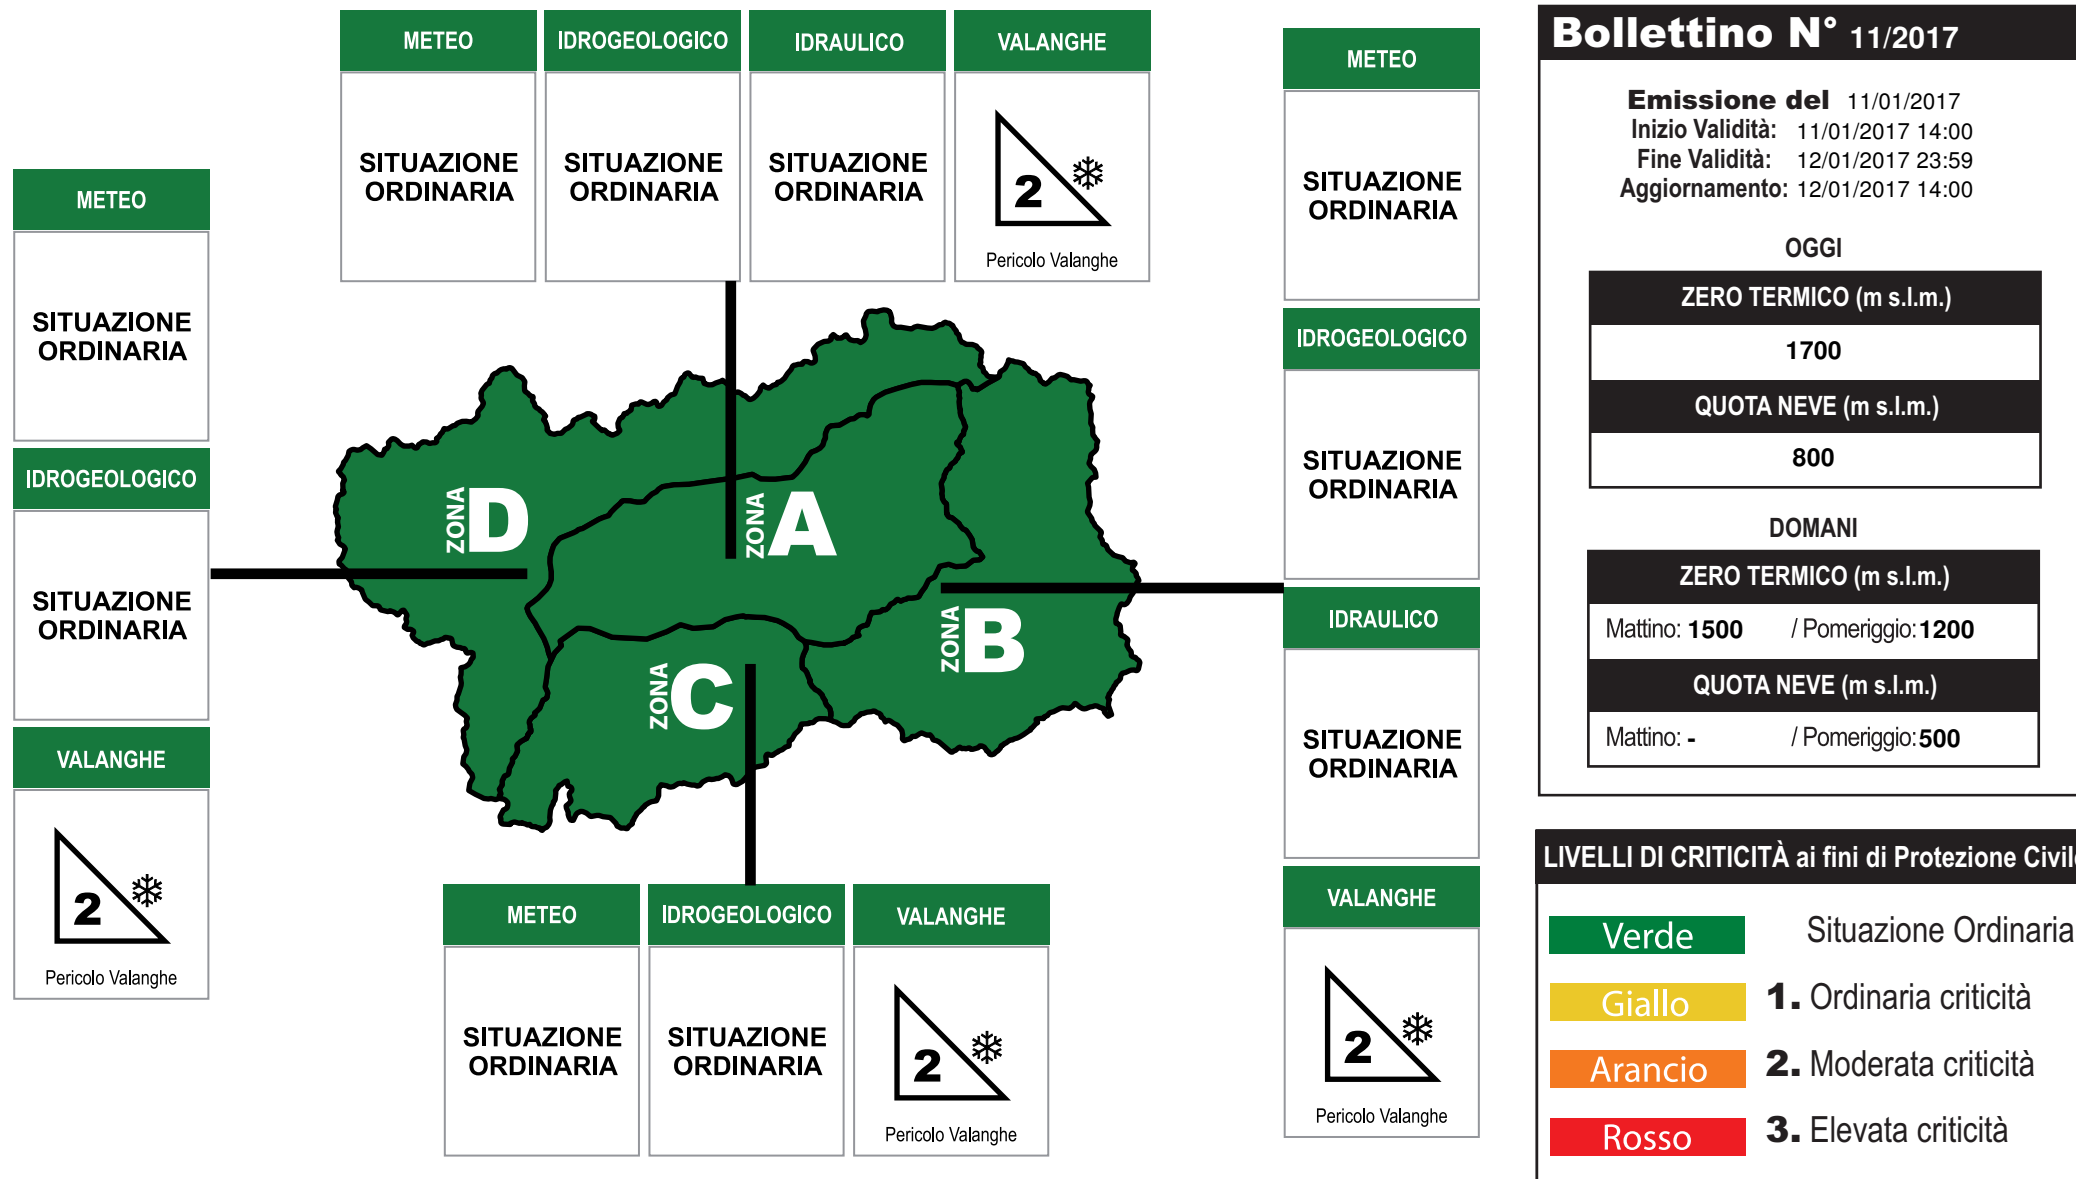 METEO
IDROGEOLOGICO
IDRAULICO
VALANGHE
SITUAZIONE
ORDINARIA
SITUAZIONE
ORDINARIA
SITUAZIONE
ORDINARIA
2
Pericolo Valanghe
METEO
SITUAZIONE
ORDINARIA
IDROGEOLOGICO
SITUAZIONE
ORDINARIA
VALANGHE
2
Pericolo Valanghe
ZONA D
ZONA A
ZONA B
ZONA C
METEO
IDROGEOLOGICO
VALANGHE
SITUAZIONE
ORDINARIA
SITUAZIONE
ORDINARIA
2
Pericolo Valanghe
METEO
SITUAZIONE
ORDINARIA
IDROGEOLOGICO
SITUAZIONE
ORDINARIA
IDRAULICO
SITUAZIONE
ORDINARIA
VALANGHE
2
Pericolo Valanghe
Bollettino N° 11/2017
Emissione del 11/01/2017
Inizio Validità: 11/01/2017 14:00
Fine Validità: 12/01/2017 23:59
Aggiornamento: 12/01/2017 14:00
OGGI
ZERO TERMICO (m s.l.m.)
1700
QUOTA NEVE (m s.l.m.)
800
DOMANI
ZERO TERMICO (m s.l.m.)
Mattino: 1500 / Pomeriggio: 1200
QUOTA NEVE (m s.l.m.)
Mattino: - / Pomeriggio: 500
LIVELLI DI CRITICITÀ ai fini di Protezione Civile
Verde Situazione Ordinaria
Giallo 1. Ordinaria criticità
Arancio 2. Moderata criticità
Rosso 3. Elevata criticità